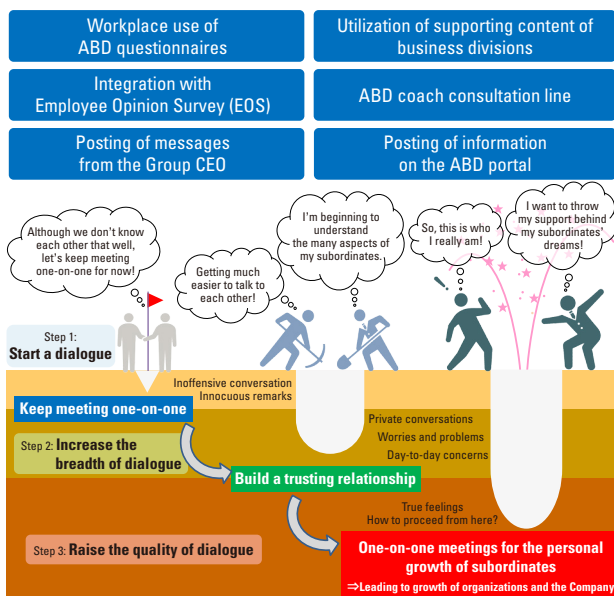 Workplace use of
ABD questionnaires
Utilization of supporting content of
business divisions
Integration with
Employee Opinion Survey (EOS)
ABD coach consultation line
Posting of messages
from the Group CEO
Posting of information
on the ABD portal
Although we don't know
each other that well,
let's keep meeting
one-on-one for now!
Getting much
easier to talk to
each other!
I'm beginning to
understand
the many aspects of
my subordinates.
So, this is who
I really am!
I want to throw
my support behind
my subordinates'
dreams!
Step 1:
Start a dialogue
Inoffensive conversation
Innocuous remarks
Keep meeting one-on-one
Private conversations
Worries and problems
Day-to-day concerns
Step 2: Increase the
breadth of dialogue
Build a trusting relationship
True feelings
How to proceed from here?
Step 3: Raise the quality of dialogue
One-on-one meetings for the personal
growth of subordinates
⇒Leading to growth of organizations and the Company